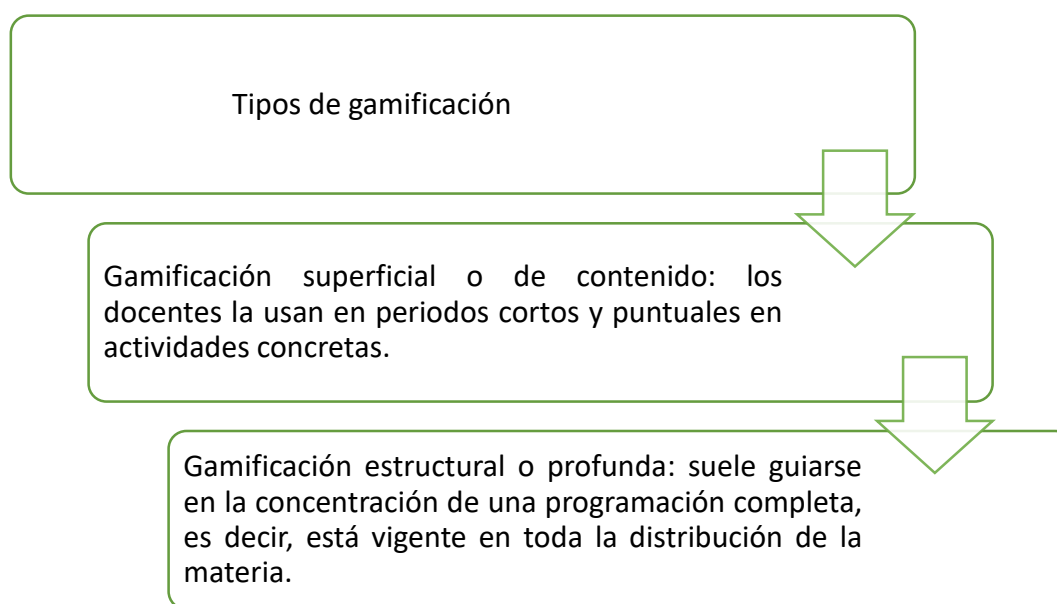 Tipos de gamificación
Gamificación superficial o de contenido: los
docentes la usan en periodos cortos y puntuales en
actividades concretas.
Gamificación estructural o profunda: suele guiarse
en la concentración de una programación completa,
es decir, está vigente en toda la distribución de la
materia.